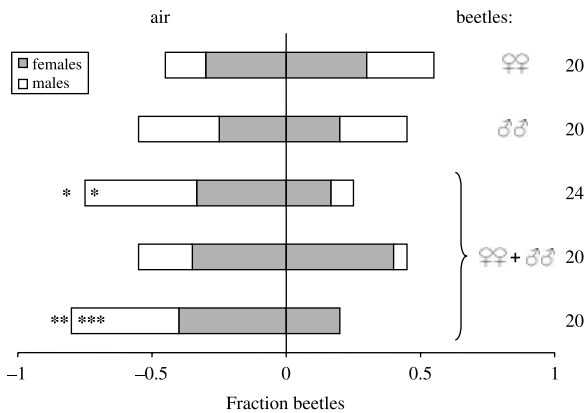 air beetles:
females
males
♀♀ 20
♂♂ 20
* * 24
♀♀ + ♂♂ 20
** *** 20
–1 –0.5 0 0.5 1
Fraction beetles